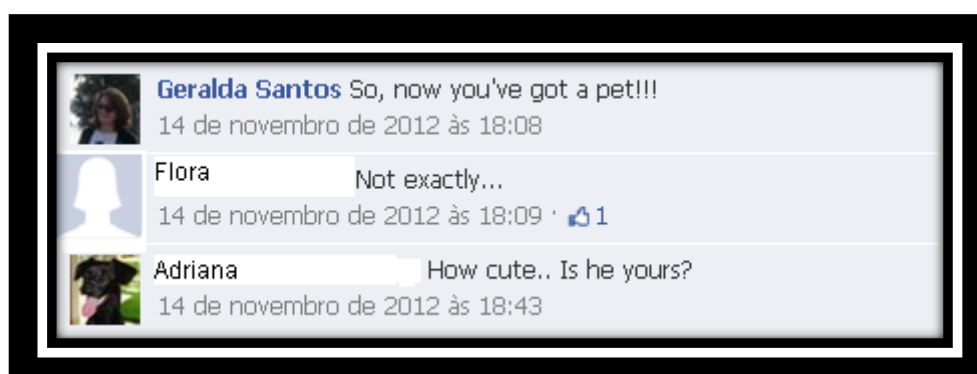 Geralda Santos So, now you've got a pet!!!
14 de novembro de 2012 às 18:08
Flora Not exactly...
14 de novembro de 2012 às 18:09 · 1
Adriana How cute.. Is he yours?
14 de novembro de 2012 às 18:43